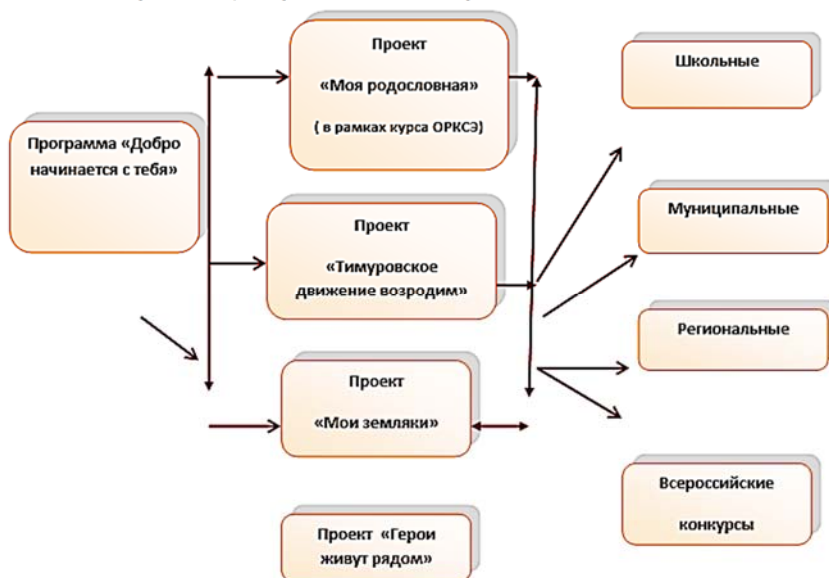 Программа «Добро
начинается с тебя»
Проект
«Моя родословная»
( в рамках курса ОРКСЭ)
Проект
«Тимуровское
движение возродим»
Проект
«Мои земляки»
Проект «Герои
живут рядом»
Школьные
Муниципальные
Региональные
Всероссийские
конкурсы